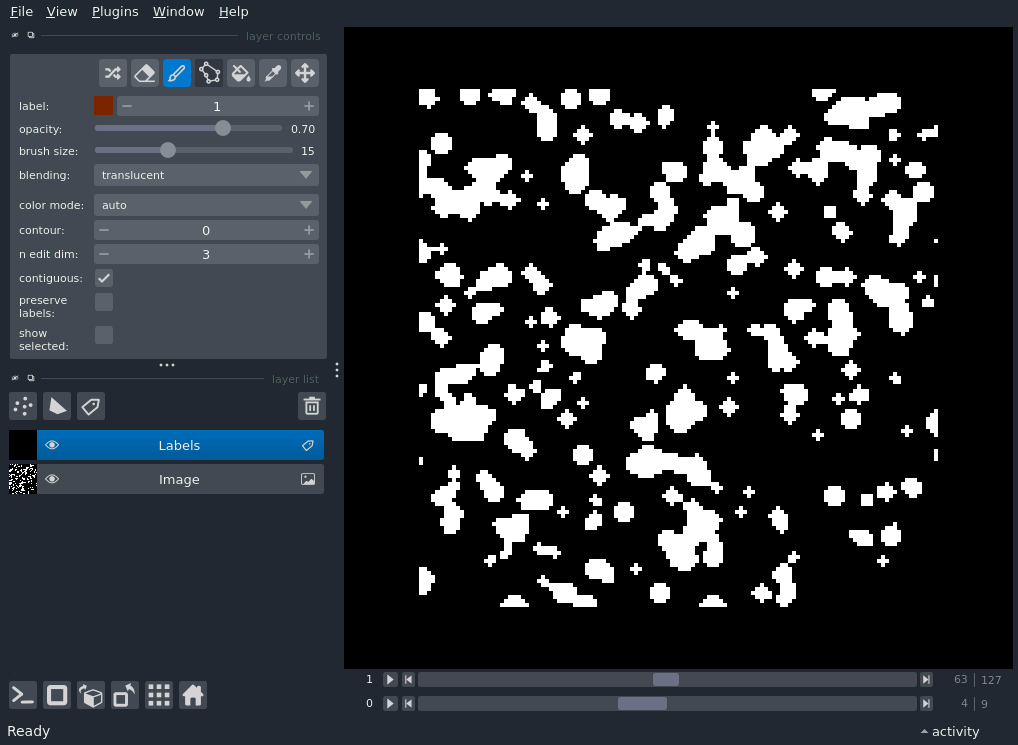 File View Plugins Window Help
layer controls
label: 1
opacity: 0.70
brush size: 15
blending: translucent
color mode: auto
contour: 0
n edit dim: 3
contiguous:
preserve
labels:
show
selected:
layer list
Labels
Image
1 63 127
0 4 9
Ready activity